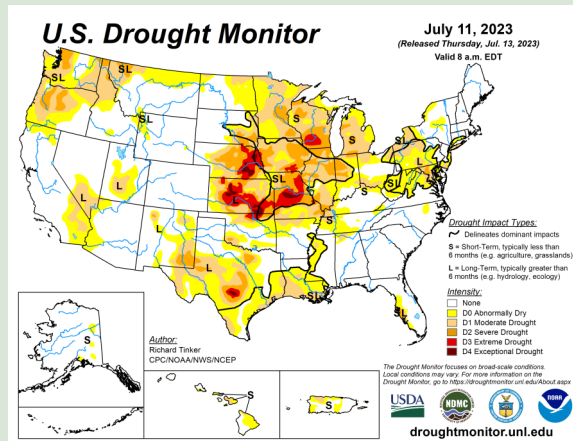 U.S. Drought Monitor
July 11, 2023
(Released Thursday, Jul. 13, 2023)
Valid 8 a.m. EDT
SL
SL
SL
S
S
S
SL
SL
L
SL
S
S
L
L
L
L
SL
SL
S
S
S
Drought Impact Types:
Delineates dominant impacts
S = Short-Term, typically less than
6 months (e.g. agriculture, grasslands)
L = Long-Term, typically greater than
6 months (e.g. hydrology, ecology)
Intensity:
None
D0 Abnormally Dry
D1 Moderate Drought
D2 Severe Drought
D3 Extreme Drought
D4 Exceptional Drought
Author:
Richard Tinker
CPC/NOAA/NWS/NCEP
The Drought Monitor focuses on broad-scale conditions.
Local conditions may vary. For more information on the
Drought Monitor, go to https://droughtmonitor.unl.edu/About.aspx
USDA
NDMC
NOAA
droughtmonitor.unl.edu